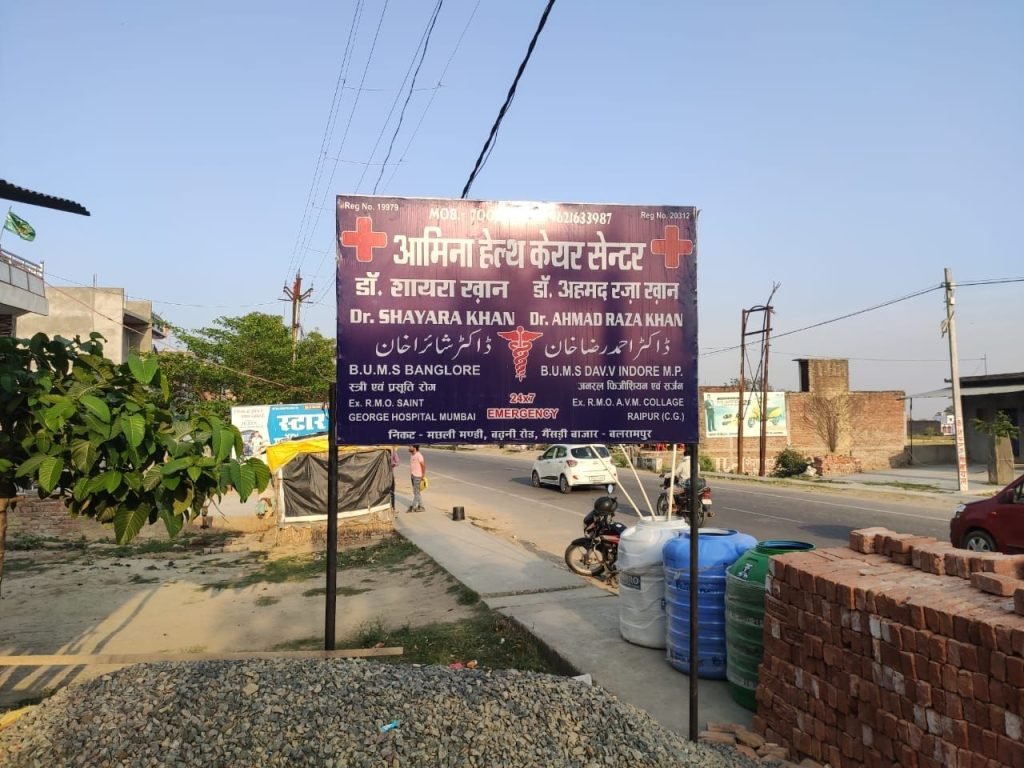 Reg No. 19979
MOB.- 9621633987
Reg No. 20312
आमिना हेल्थ केयर सेन्टर
डॉ. शायरा ख़ान डॉ. अहमद रज़ा ख़ान
Dr. SHAYARA KHAN Dr. AHMAD RAZA KHAN
ڈاکٹر شائرا خان ڈاکٹر احمد رضا خان
B.U.M.S BANGLORE B.U.M.S DAV.V INDORE M.P.
स्त्री एवं प्रसूति रोग जनरल फिजीशियन एवं सर्जन
Ex. R.M.O. SAINT Ex. R.M.O. A.V.M. COLLAGE
GEORGE HOSPITAL MUMBAI RAIPUR (C.G.)
24x7
EMERGENCY
निकट - मछली मण्डी, बढ़नी रोड, गैंसड़ी बाजार - बलरामपुर
स्टार